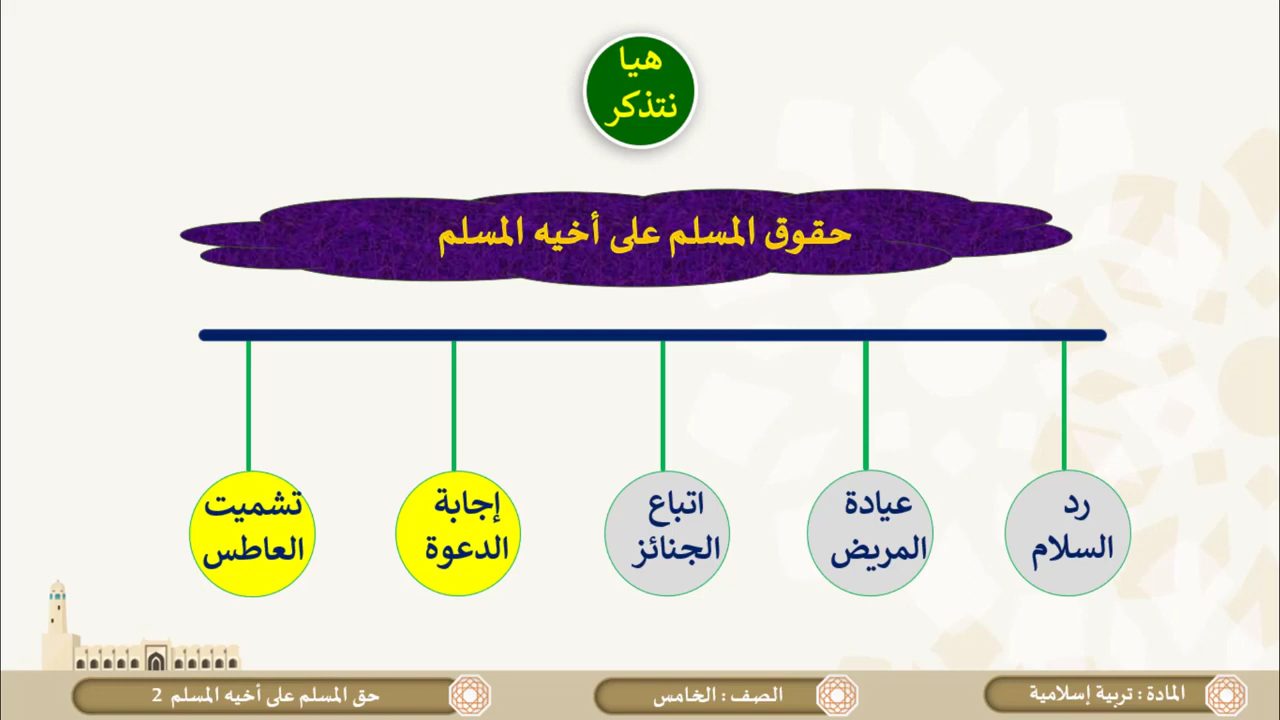 هيا
نتذكر
حقوق المسلم على أخيه المسلم
رد
السلام
عيادة
المريض
اتباع
الجنائز
إجابة
الدعوة
تشميت
العاطس
المادة : تربية إسلامية
الصف : الخامس
حق المسلم على أخيه المسلم 2